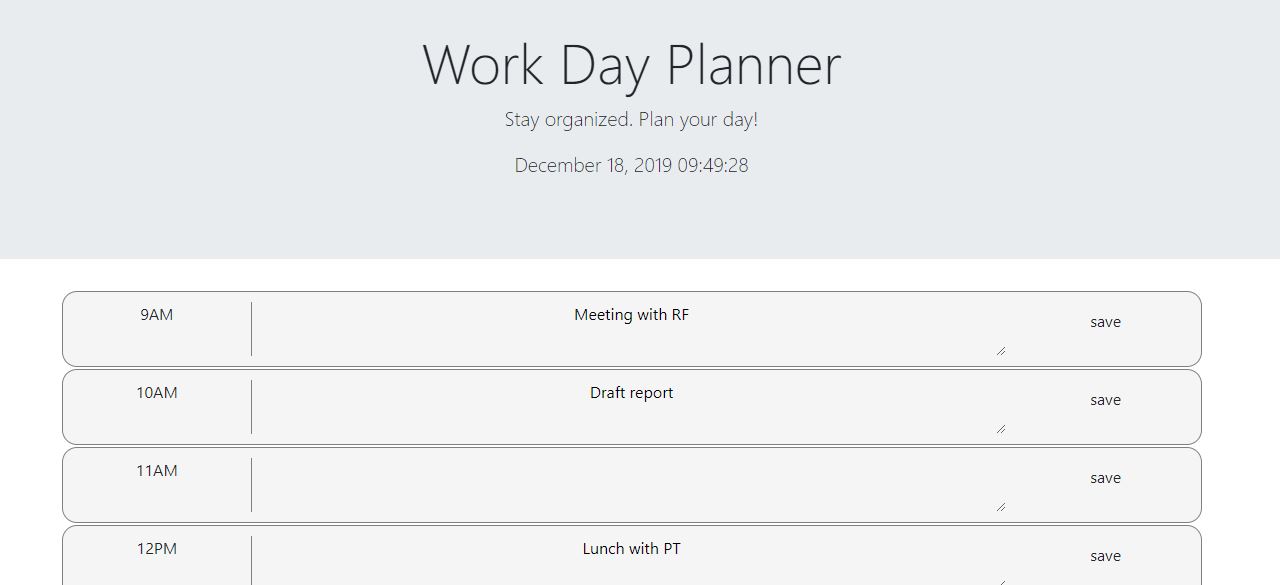 Work Day Planner
Stay organized. Plan your day!
December 18, 2019 09:49:28
9AM Meeting with RF save
10AM Draft report save
11AM save
12PM Lunch with PT save